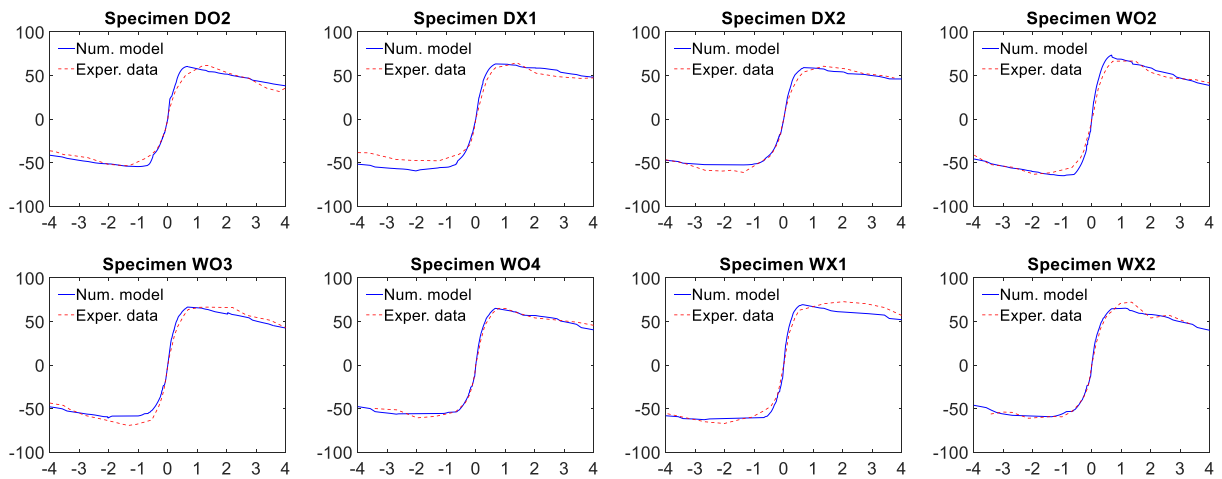 Specimen DO2
100
50
0
-50
-100
Num. model
Exper. data
-4 -3 -2 -1 0 1 2 3 4
Specimen DX1
100
50
0
-50
-100
Num. model
Exper. data
-4 -3 -2 -1 0 1 2 3 4
Specimen DX2
100
50
0
-50
-100
Num. model
Exper. data
-4 -3 -2 -1 0 1 2 3 4
Specimen WO2
100
50
0
-50
-100
Num. model
Exper. data
-4 -3 -2 -1 0 1 2 3 4
Specimen WO3
100
50
0
-50
-100
Num. model
Exper. data
-4 -3 -2 -1 0 1 2 3 4
Specimen WO4
100
50
0
-50
-100
Num. model
Exper. data
-4 -3 -2 -1 0 1 2 3 4
Specimen WX1
100
50
0
-50
-100
Num. model
Exper. data
-4 -3 -2 -1 0 1 2 3 4
Specimen WX2
100
50
0
-50
-100
Num. model
Exper. data
-4 -3 -2 -1 0 1 2 3 4